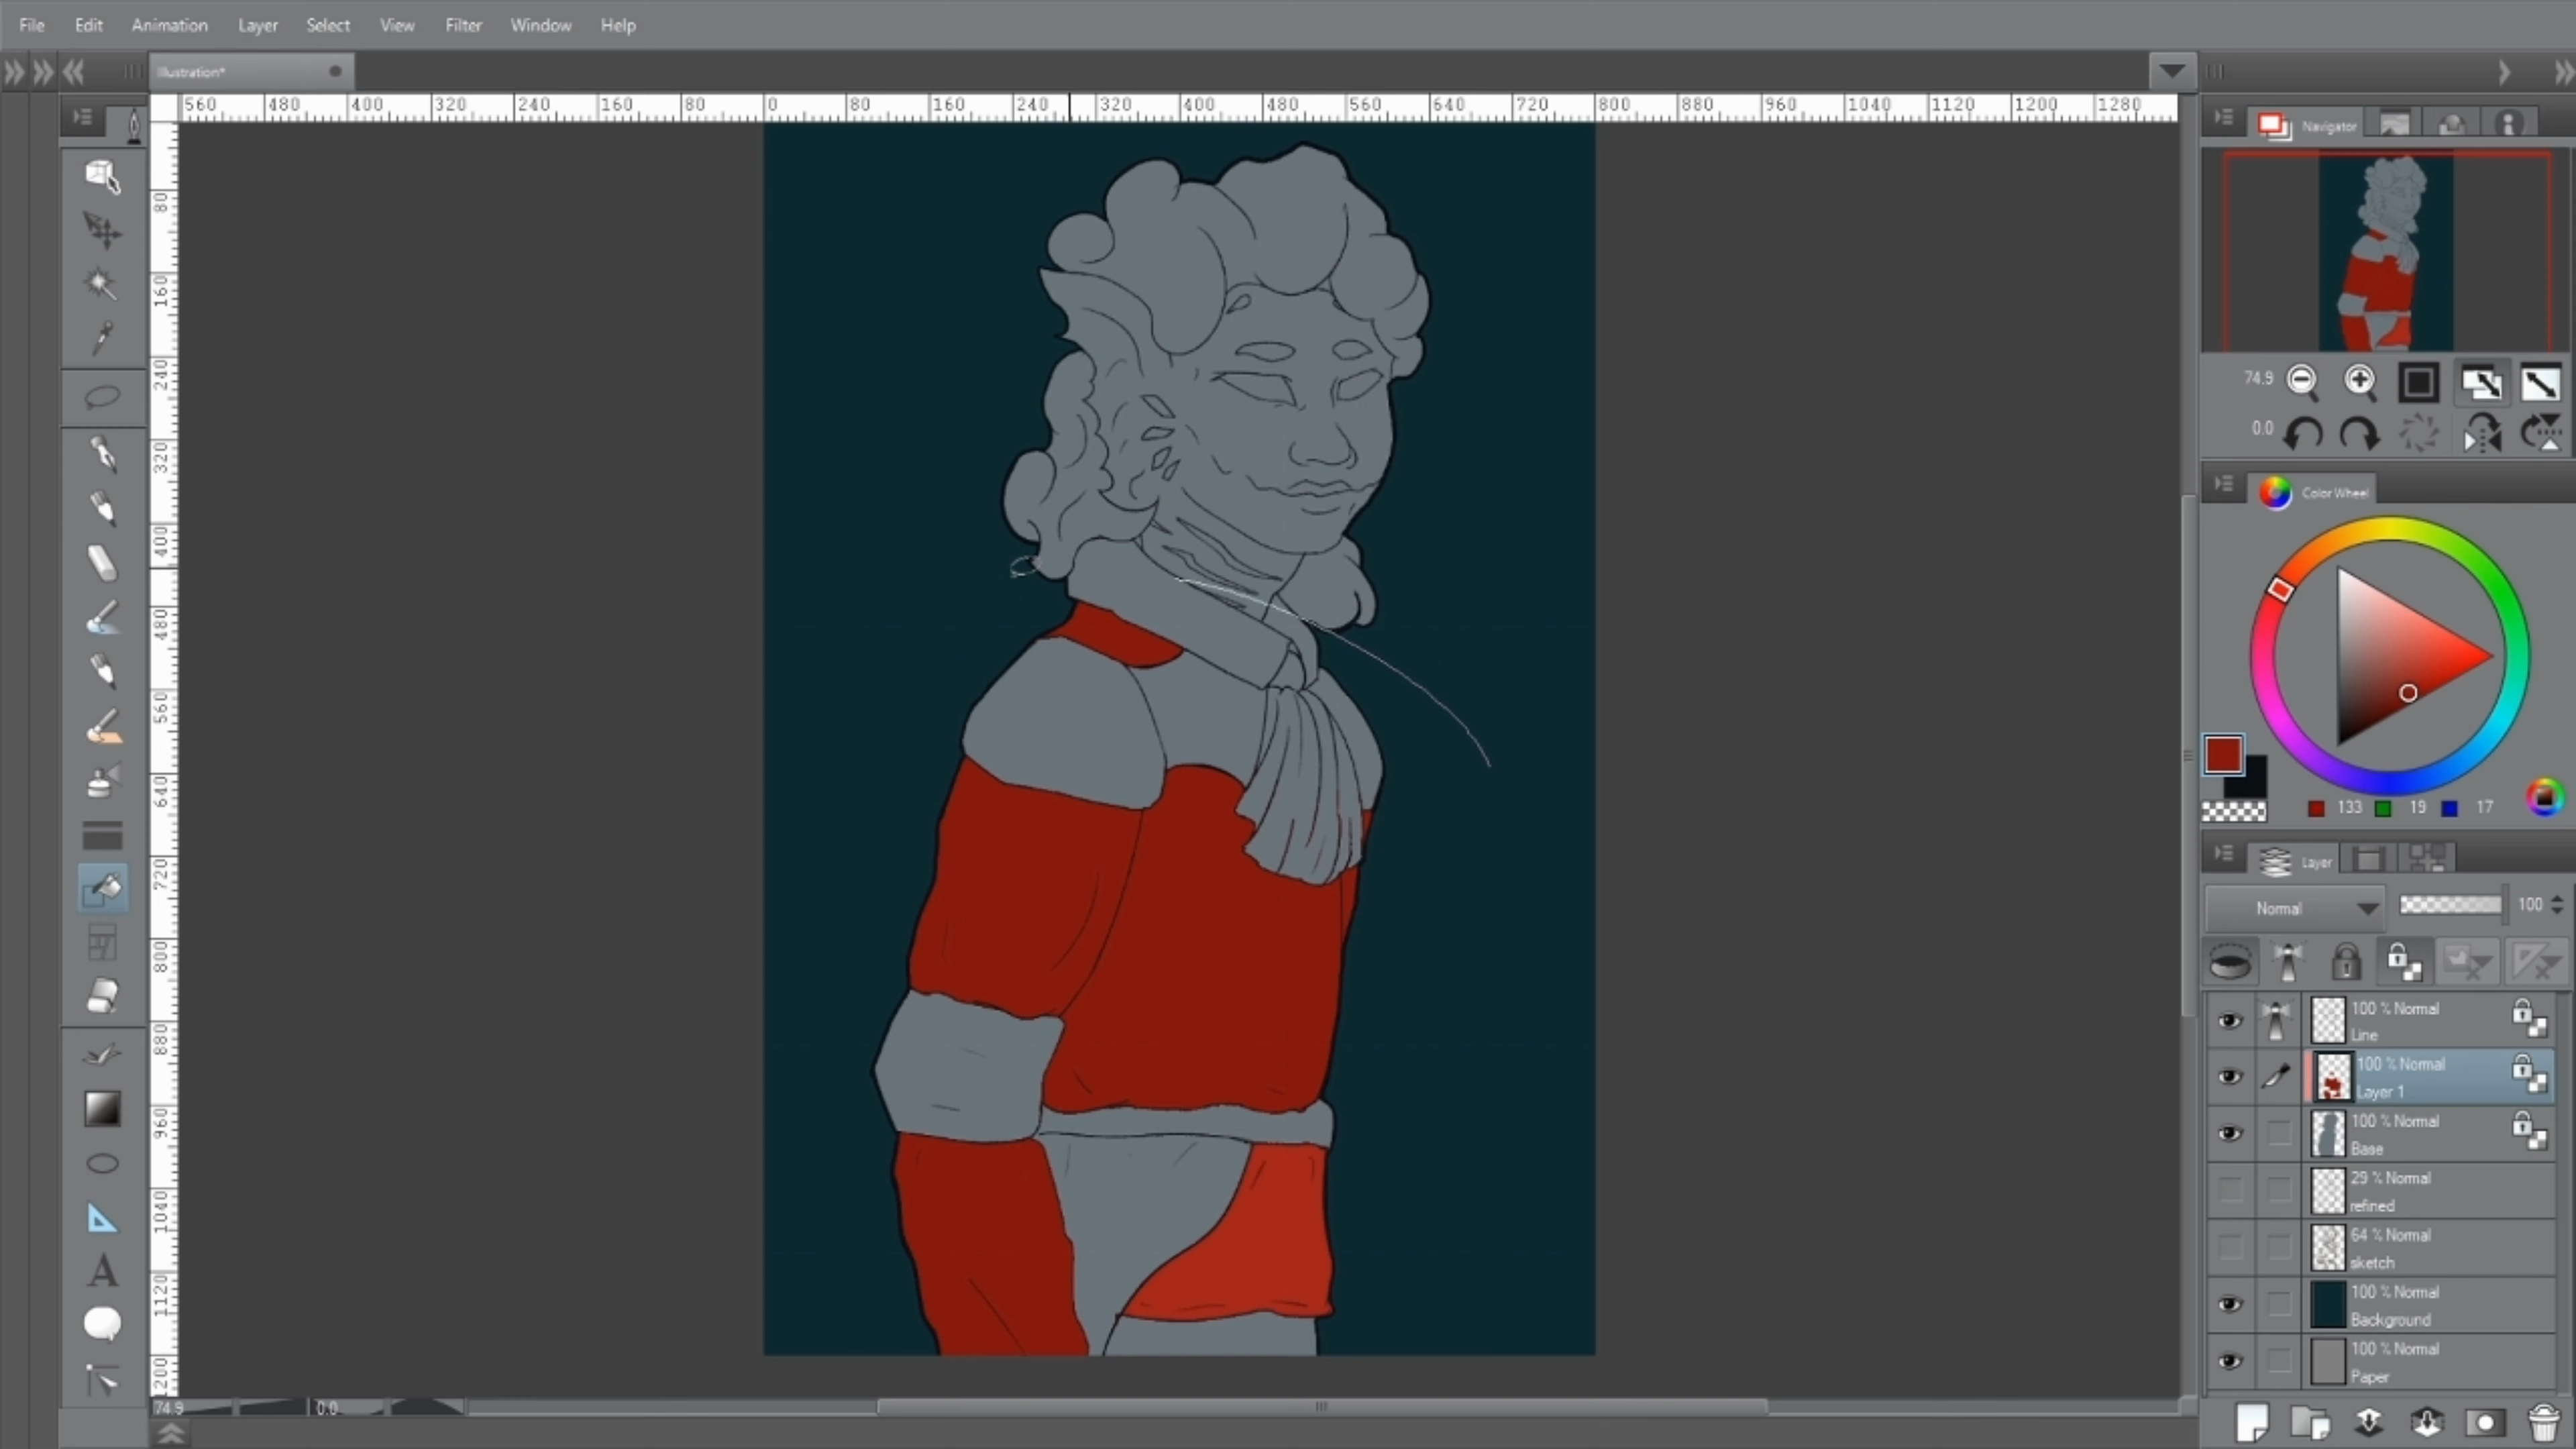 File Edit Animation Layer Select View Filter Window Help
Illustration*
560 480 400 320 240 160 80 0 80 160 240 320 400 480 560 640 720 800 880 960 1040 1120 1200 1280
80
160
240
320
400
480
560
640
720
800
880
960
1040
1120
1200
Navigator
74.9
0.0
Color Wheel
133 19 17
Layer
Normal 100
100 % Normal
Line
100 % Normal
Layer 1
100 % Normal
Base
29 % Normal
refined
64 % Normal
sketch
100 % Normal
Background
100 % Normal
Paper
74.9 0.0